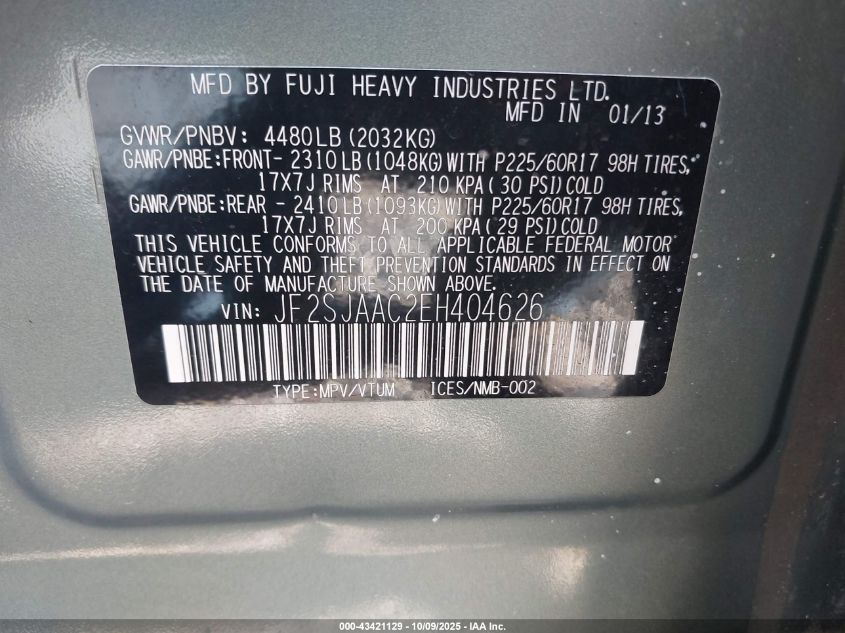 MFD BY FUJI HEAVY INDUSTRIES LTD.
MFD IN 01/13
GVWR/PNBV: 4480LB(2032KG)
GAWR/PNBE:FRONT- 2310LB(1048KG)WITH P225/60R17 98H TIRES,
17X7J RIMS AT 210 KPA( 30 PSI)COLD
GAWR/PNBE:REAR - 2410LB(1093KG)WITH P225/60R17 98H TIRES,
17X7J RIMS AT 200 KPA(29 PSI)COLD
THIS VEHICLE CONFORMS TO ALL APPLICABLE FEDERAL MOTOR
VEHICLE SAFETY AND THEFT PREVENTION STANDARDS IN EFFECT ON
THE DATE OF MANUFACTURE SHOWN ABOVE.
VIN: JF2SJAAC2EH404626
TYPE:MPV/VTUM ICES/NMB-002
000-43421129 - 10/09/2025 - IAA Inc.